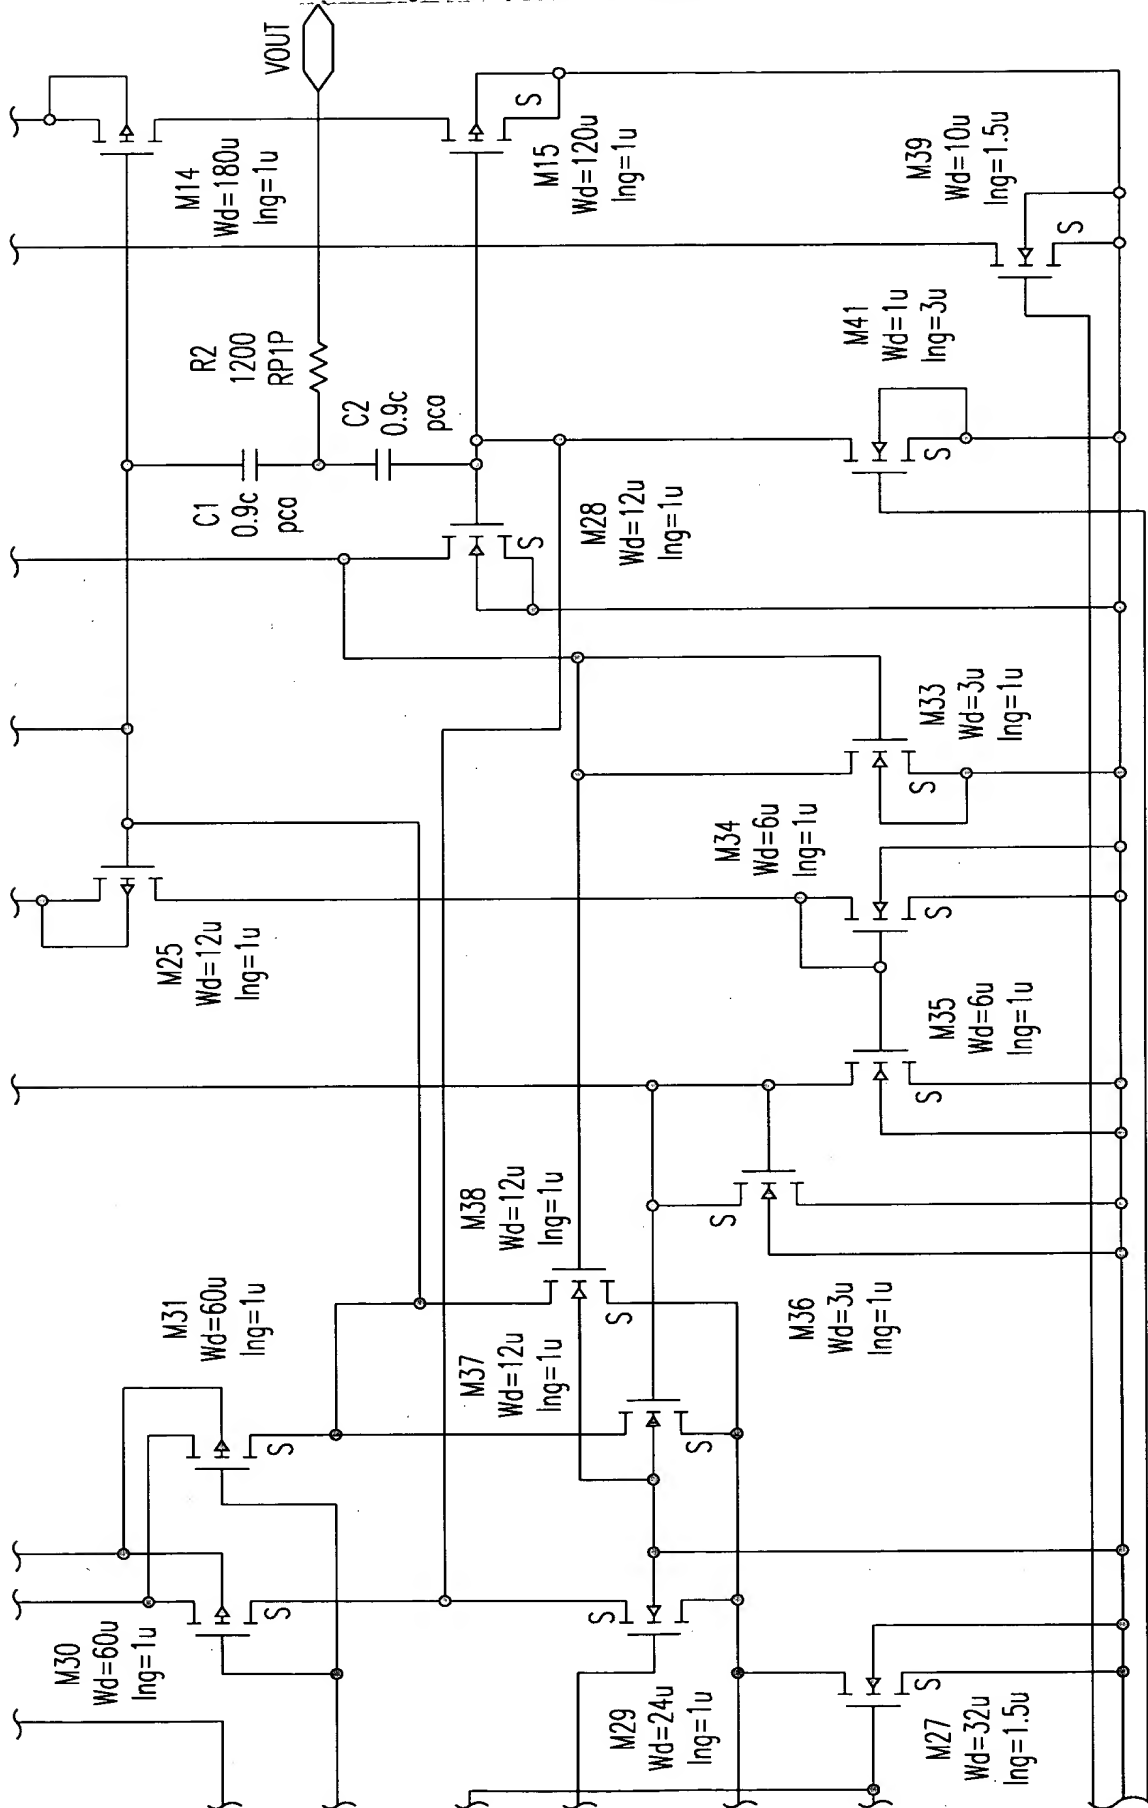 VOUT
M14
Wd=180u
lng=1u
S
M15
Wd=120u
lng=1u
M39
Wd=10u
lng=1.5u
S
R2
1200
RP1P
M41
Wd=1u
lng=3u
S
C1
0.9c
pca
C2
0.9c
pca
S
M28
Wd=12u
lng=1u
M33
Wd=3u
lng=1u
S
M34
Wd=6u
lng=1u
S
M25
Wd=12u
lng=1u
M35
Wd=6u
lng=1u
S
M38
Wd=12u
lng=1u
S
M36
Wd=3u
lng=1u
S
M31
Wd=60u
lng=1u
S
M37
Wd=12u
lng=1u
S
M30
Wd=60u
lng=1u
S
M29
Wd=24u
lng=1u
S
M27
Wd=32u
lng=1.5u
S